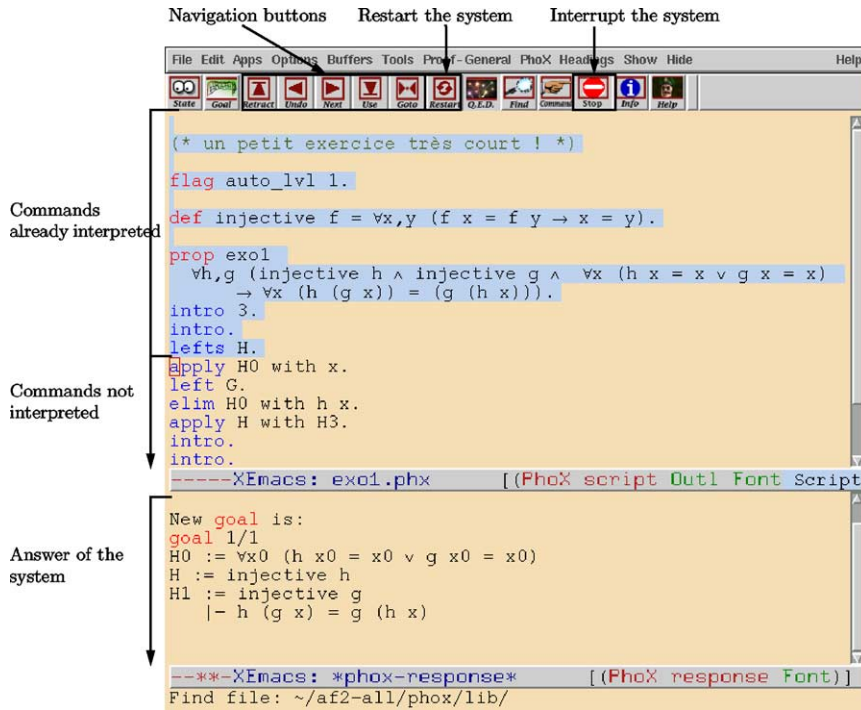 Navigation buttons
Restart the system
Interrupt the system
File Edit Apps Options Buffers Tools Proof-General PhoX Headings Show Hide Help
State Goal Retract Undo Next Use Goto Restart Q.E.D. Find Command Stop Info Help
(* un petit exercice très court ! *)
flag auto_lvl 1.
def injective f = ∀x,y (f x = f y → x = y).
Commands
already interpreted
prop exo1
∀h,g (injective h ∧ injective g ∧ ∀x (h x = x ∨ g x = x)
→ ∀x (h (g x)) = (g (h x))).
intro 3.
intro.
lefts H.
apply H0 with x.
left G.
Commands not
interpreted
elim H0 with h x.
apply H with H3.
intro.
intro.
-----XEmacs: exo1.phx [(PhoX script Outl Font Script
New goal is:
goal 1/1
Answer of the
system
H0 := ∀x0 (h x0 = x0 ∨ g x0 = x0)
H := injective h
H1 := injective g
|- h (g x) = g (h x)
--**-XEmacs: *phox-response* [(PhoX response Font)]
Find file: ~/af2-all/phox/lib/